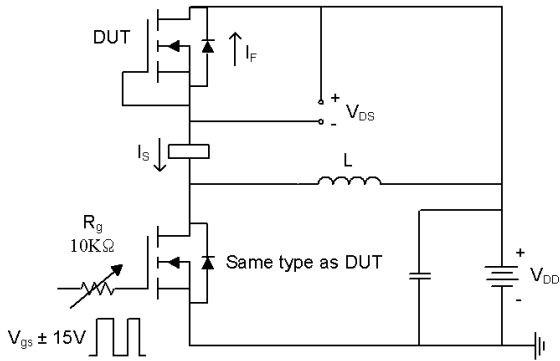 DUT
I_F
+
V_DS
-
I_S
L
R_g
10KΩ
Same type as DUT
+
V_DD
-
V_gs ± 15V